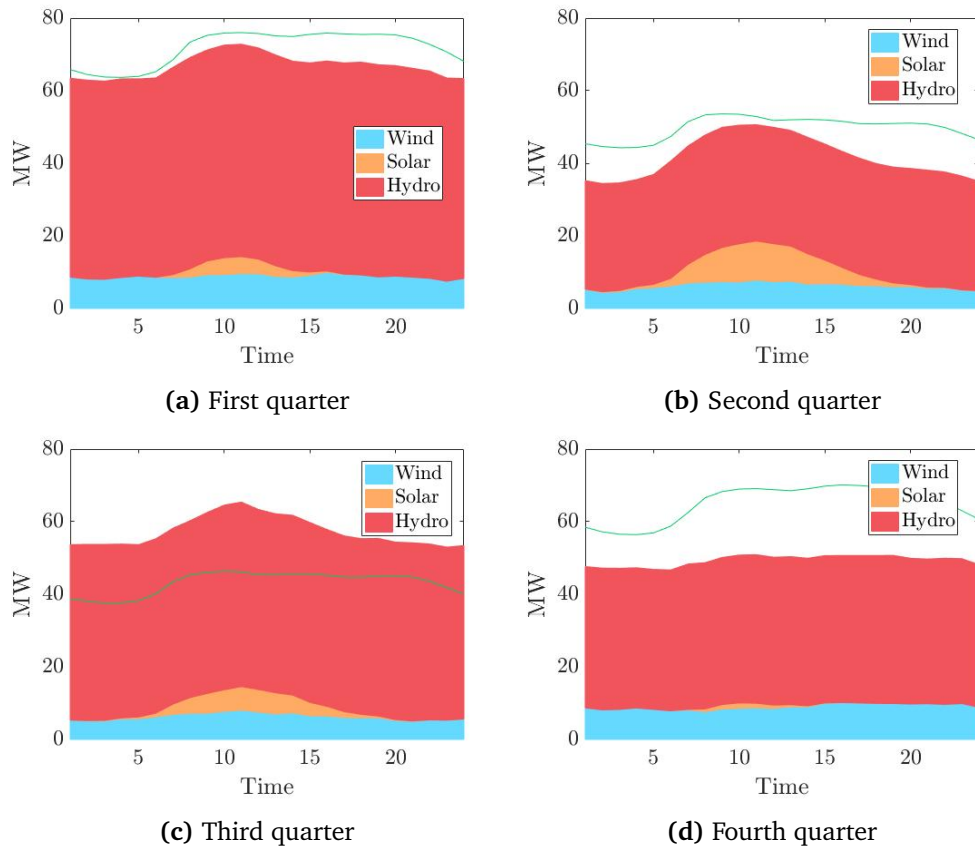 80
60
40
20
0
MW
Wind
Solar
Hydro
5 10 15 20
Time
(a) First quarter
80
60
40
20
0
MW
Wind
Solar
Hydro
5 10 15 20
Time
(b) Second quarter
80
60
40
20
0
MW
Wind
Solar
Hydro
5 10 15 20
Time
(c) Third quarter
80
60
40
20
0
MW
Wind
Solar
Hydro
5 10 15 20
Time
(d) Fourth quarter